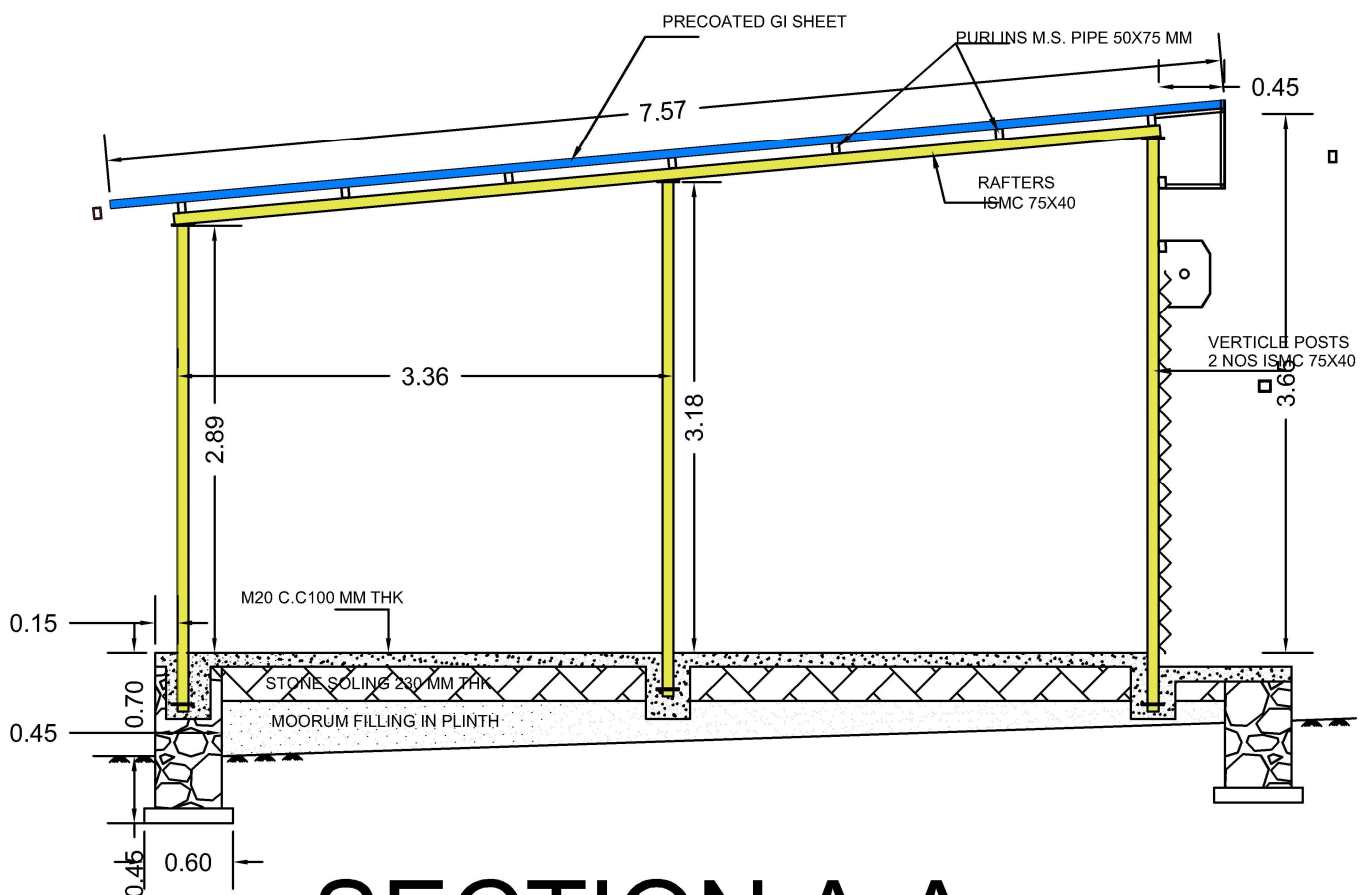 PRECOATED GI SHEET
PURLINS M.S. PIPE 50X75 MM
0.45
7.57
RAFTERS
ISMC 75X40
VERTICLE POSTS
2 NOS ISMC 75X40
3.65
3.36
3.18
2.89
M20 C.C100 MM THK
0.15
STONE SOLING 230 MM THK
0.70
MOORUM FILLING IN PLINTH
0.45
0.45
0.60
SECTION A-A